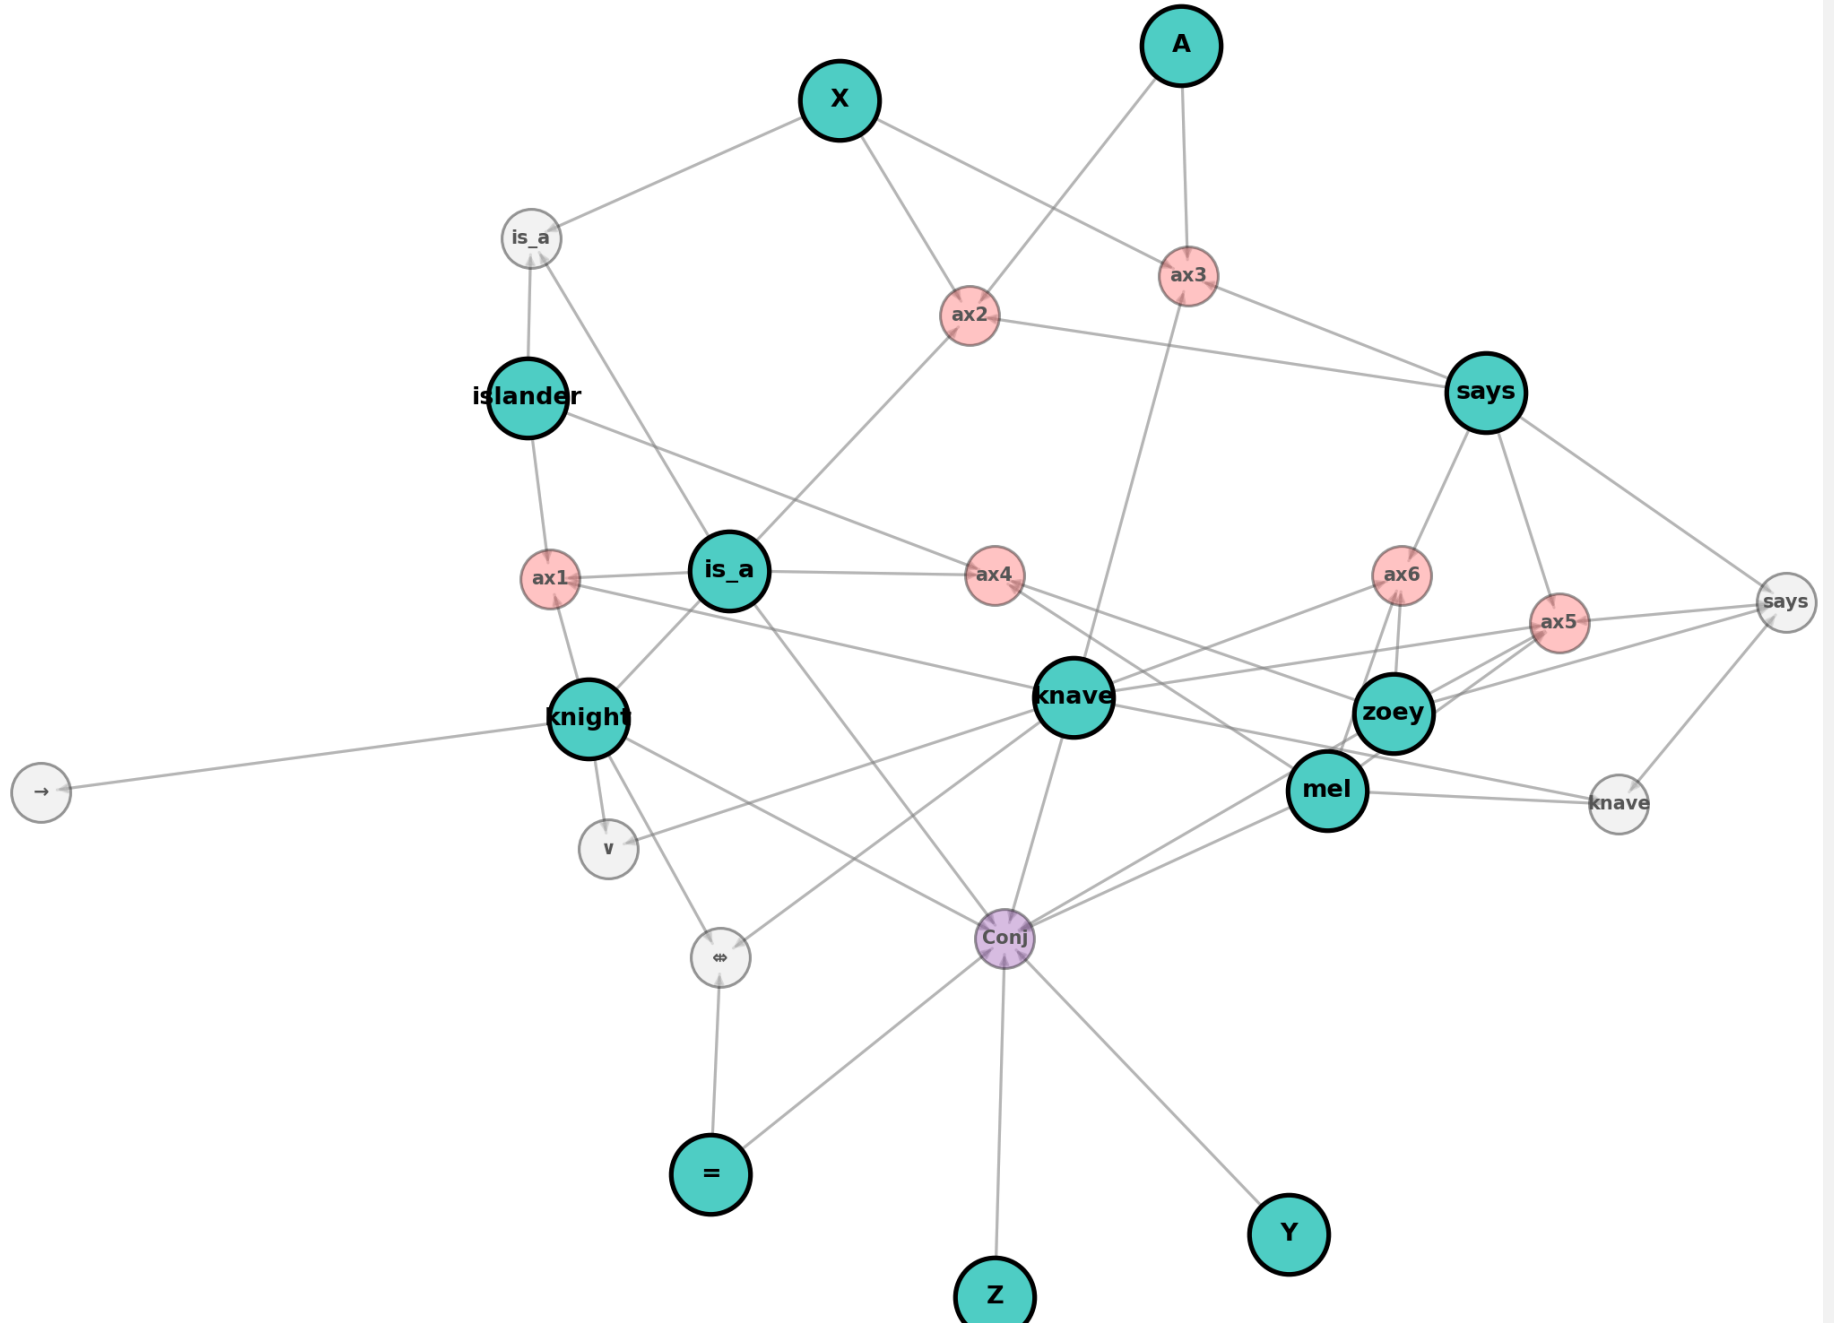 A
X
is_a
ax3
ax2
islander
says
is_a
ax1
ax4
ax6
says
ax5
knave
zoey
knight
mel
→
knave
∨
Conj
⇎
=
Y
Z